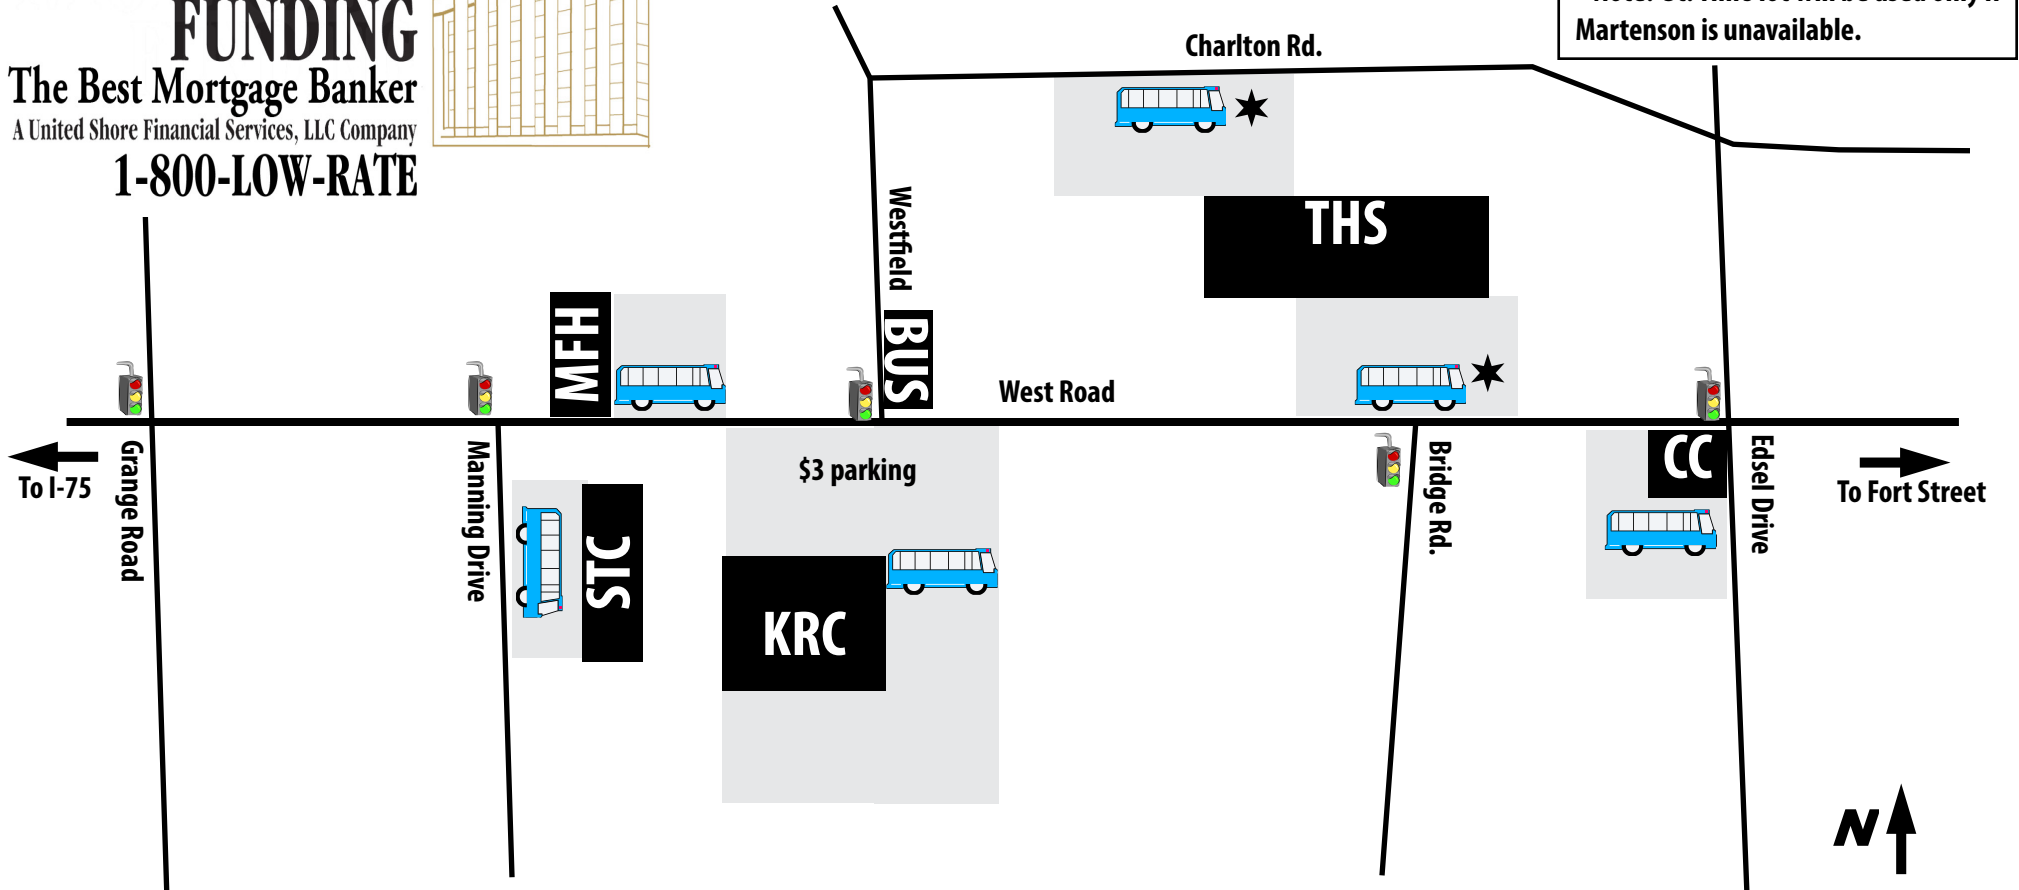 FUNDING
The Best Mortgage Banker
A United Shore Financial Services, LLC Company
1-800-LOW-RATE
Martenson is unavailable.
Charlton Rd.
Westfield
THS
MFH
BUS
West Road
To I-75
Grange Road
Manning Drive
STC
$3 parking
KRC
Bridge Rd.
CC
Edsel Drive
To Fort Street
N